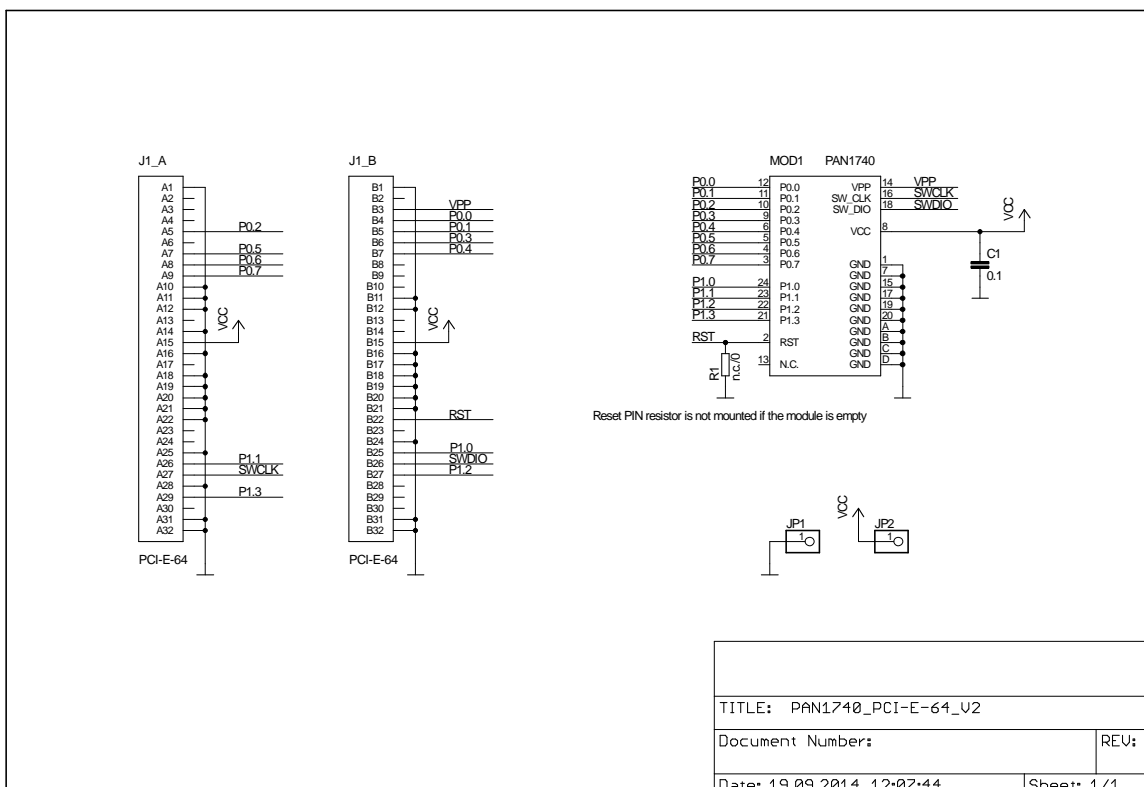 J1_A
A1
A2
A3
A4
A5 P0.2
A6
A7 P0.5
A8 P0.6
A9 P0.7
A10
A11
A12
A13
A14
A15 VCC
A16
A17
A18
A19
A20
A21
A22
A23
A24
A25
A26 P1.1
A27 SWCLK
A28
A29 P1.3
A30
A31
A32
PCI-E-64
J1_B
B1
B2
B3 VPP
B4 P0.0
B5 P0.1
B6 P0.3
B7 P0.4
B8
B9
B10
B11
B12
B13
B14
B15 VCC
B16
B17
B18
B19
B20
B21
B22 RST
B23
B24
B25 P1.0
B26 SWDIO
B27 P1.2
B28
B29
B30
B31
B32
PCI-E-64
MOD1 PAN1740
P0.0 12 P0.0 VPP 14 VPP
P0.1 11 P0.1 SW_CLK 16 SWCLK
P0.2 10 P0.2 SW_DIO 18 SWDIO
P0.3 9 P0.3
P0.4 6 P0.4 VCC 8 VCC
P0.5 5 P0.5
P0.6 4 P0.6
P0.7 3 P0.7 GND 1
GND 7
P1.0 24 P1.0 GND 15
P1.1 23 P1.1 GND 17
P1.2 22 P1.2 GND 19
P1.3 21 P1.3 GND 20
GND A
RST 2 RST GND B
GND C
13 N.C. GND D
C1
0.1
R1
n.c./0
Reset PIN resistor is not mounted if the module is empty
JP1
1
VCC
JP2
1
TITLE: PAN1740_PCI-E-64_V2
Document Number:
REV:
Date: 19.09.2014 12:07:44
Sheet: 1/1